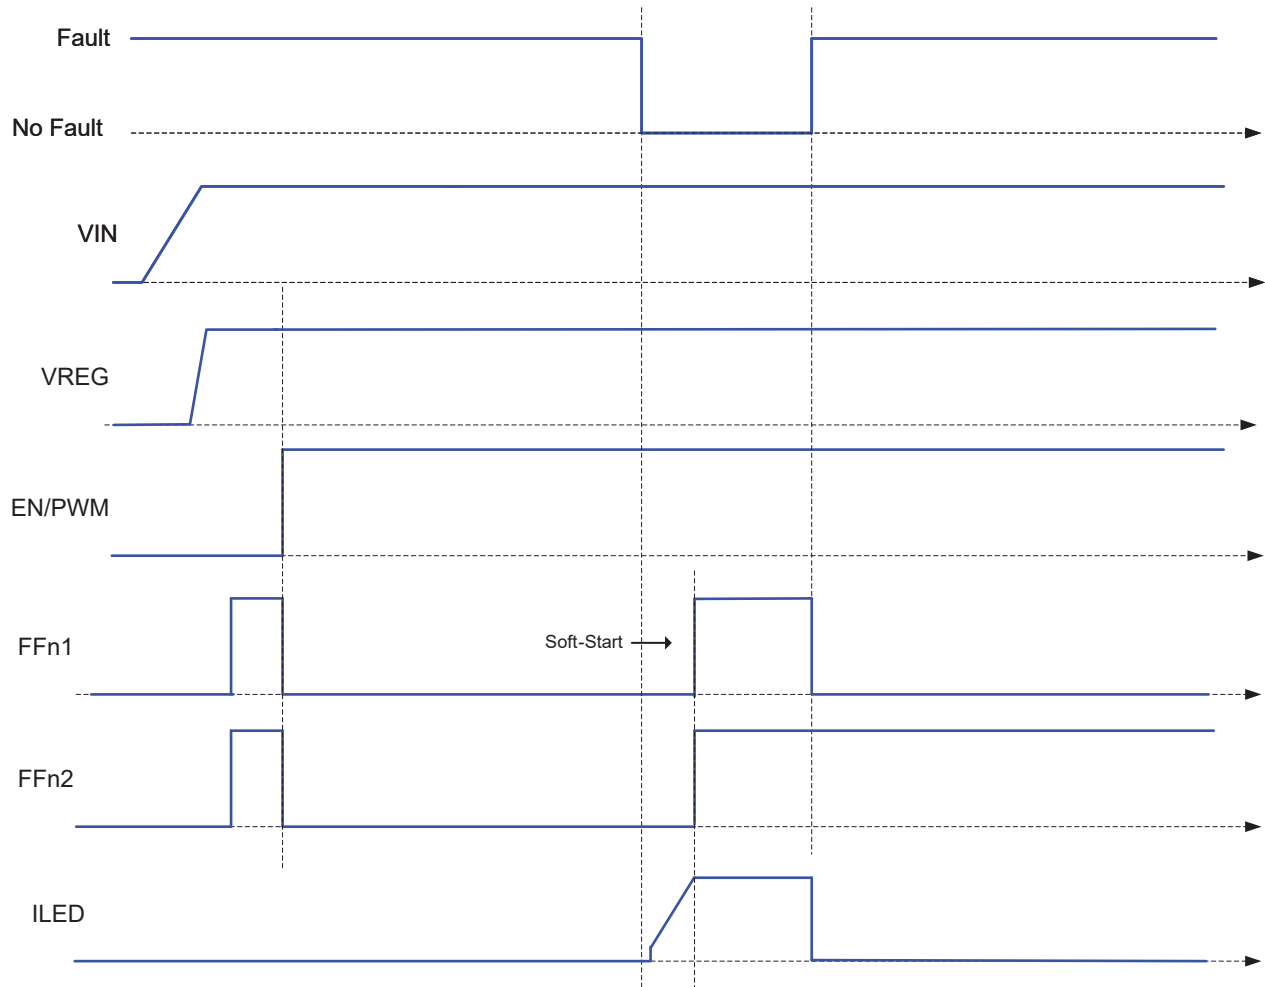 Fault
No Fault
VIN
VREG
EN/PWM
FFn1
Soft-Start
FFn2
ILED